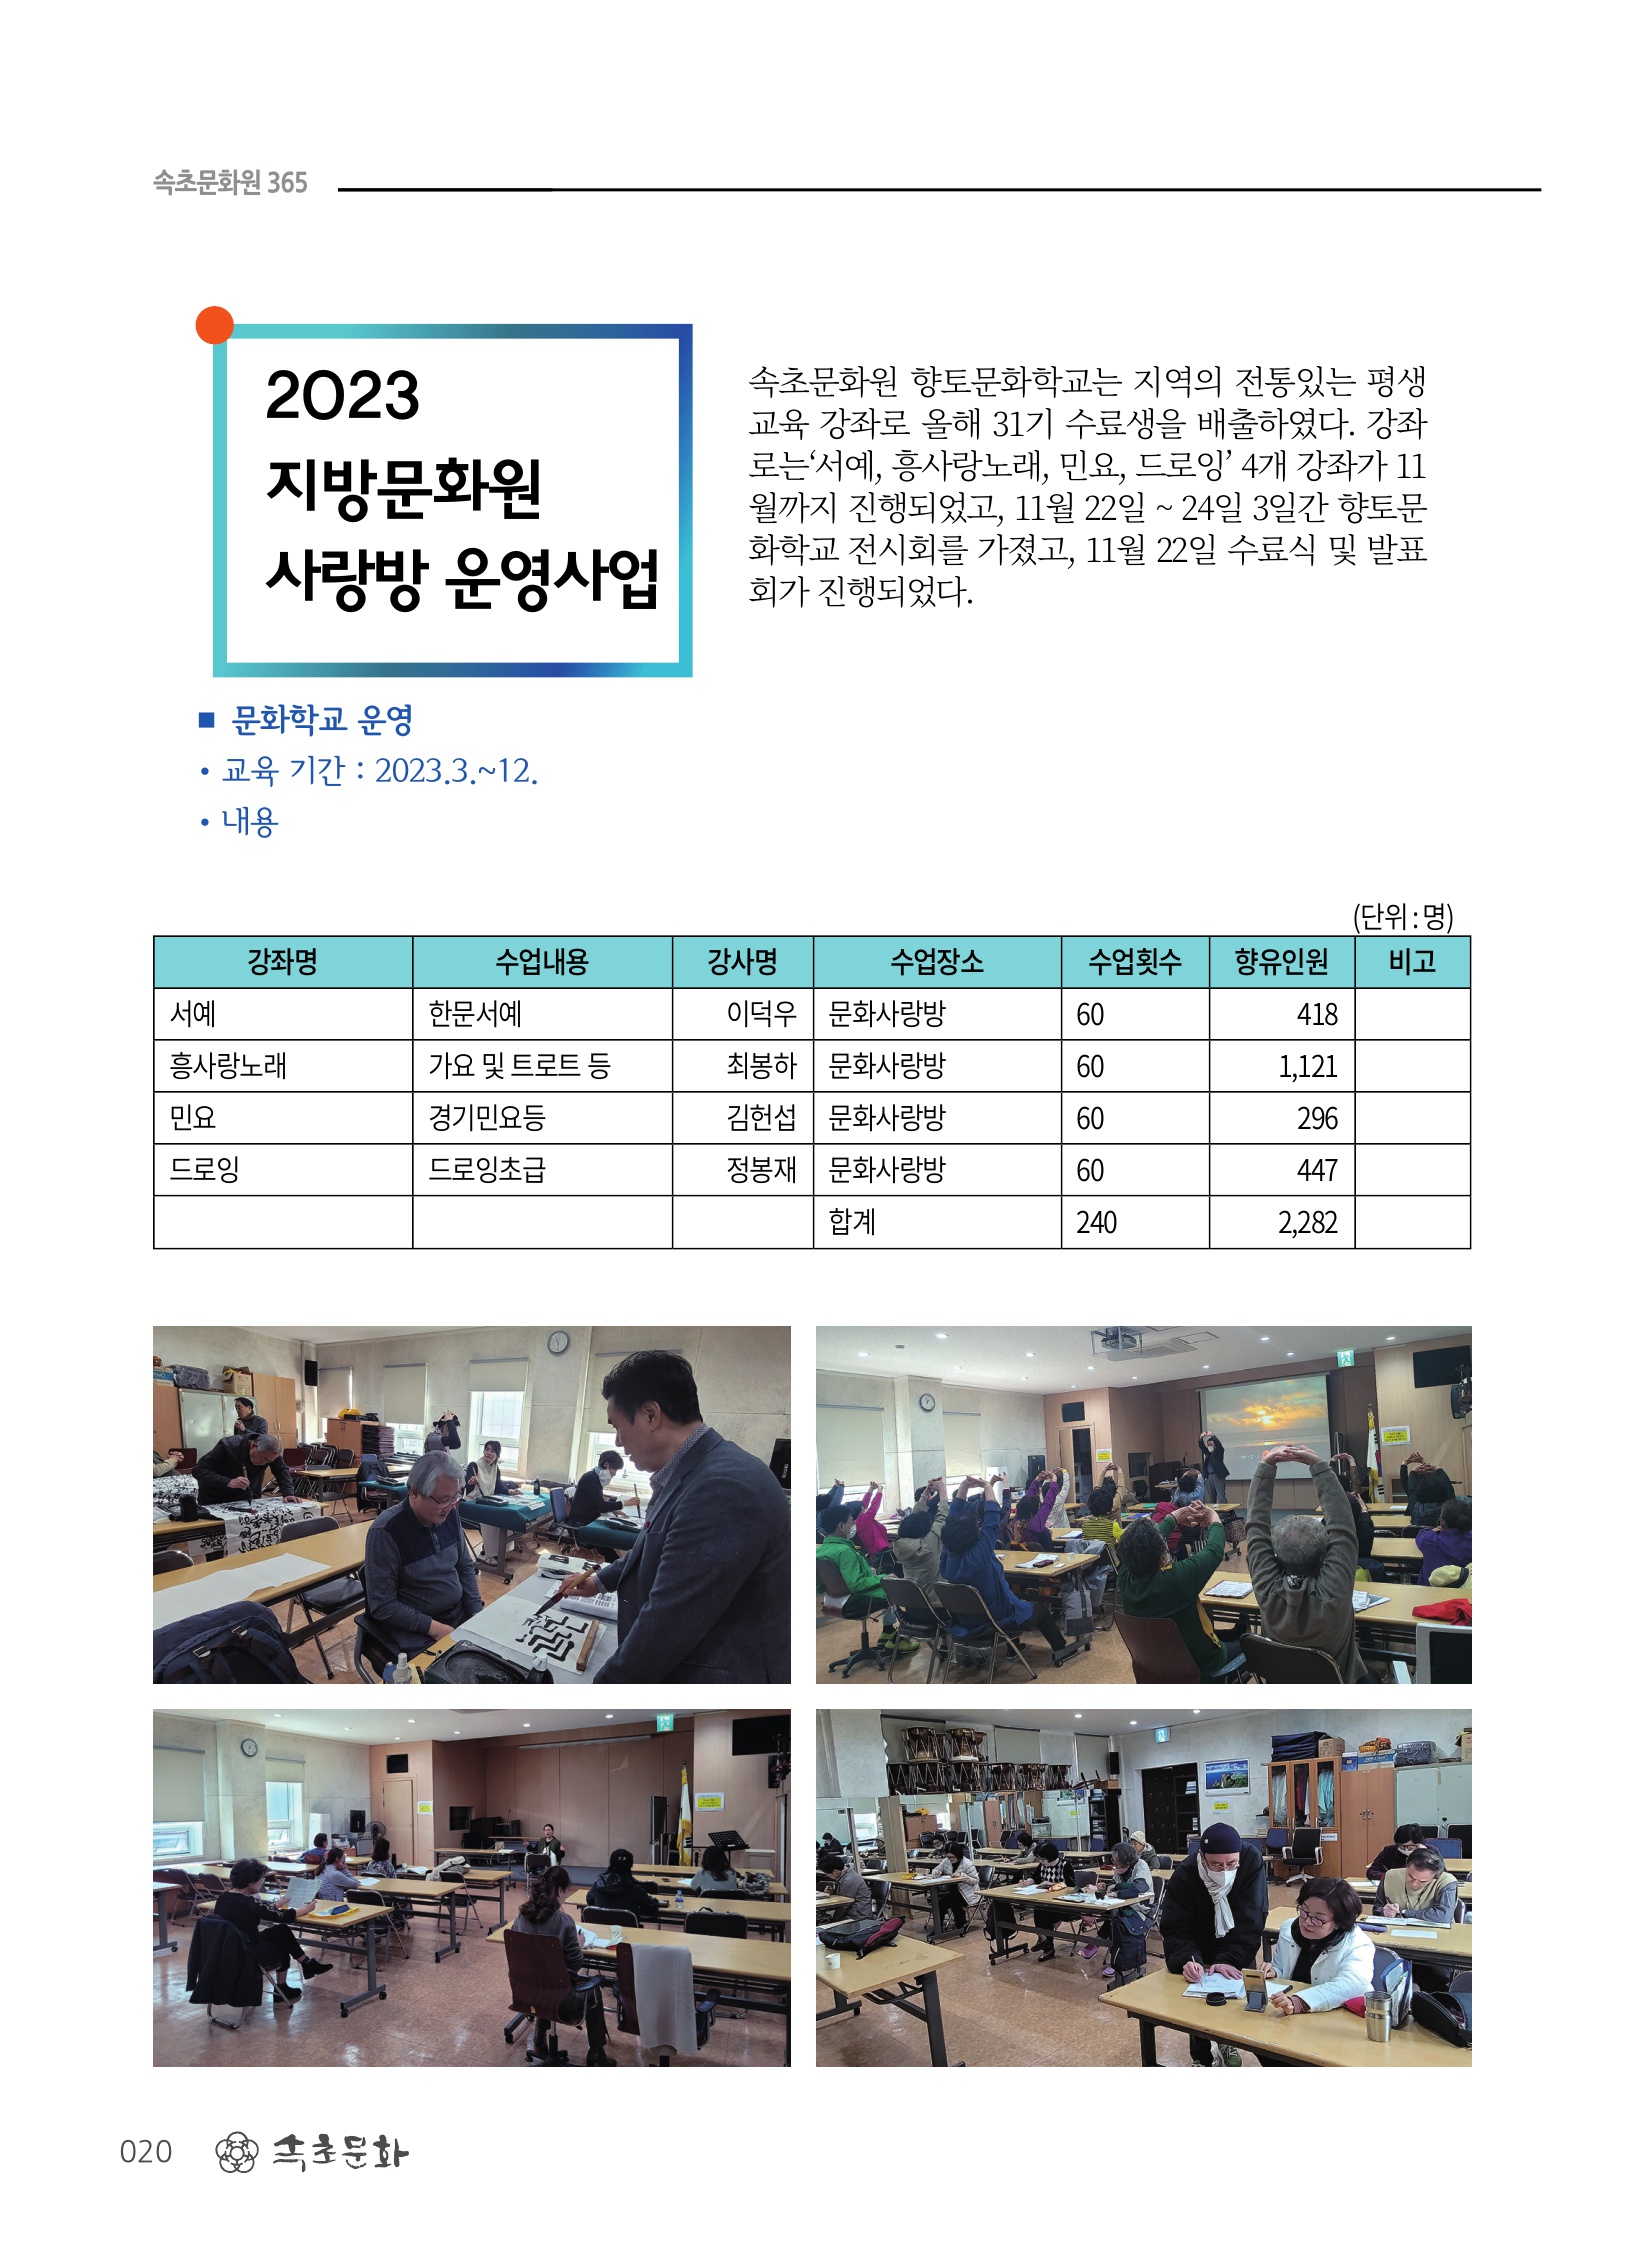 속초문화원 365
2023
지방문화원
사랑방 운영사업
속초문화원 향토문화학교는 지역의 전통있는 평생
교육 강좌로 올해 31기 수료생을 배출하였다. 강좌
로는‘서예, 흥사랑노래, 민요, 드로잉’ 4개 강좌가 11
월까지 진행되었고, 11월 22일 ~ 24일 3일간 향토문
화학교 전시회를 가졌고, 11월 22일 수료식 및 발표
회가 진행되었다.
■ 문화학교 운영
• 교육 기간 : 2023.3.~12.
• 내용
(단위 : 명)
강좌명 수업내용 강사명 수업장소 수업횟수 향유인원 비고
서예 한문서예 이덕우 문화사랑방 60 418
흥사랑노래 가요 및 트로트 등 최봉하 문화사랑방 60 1,121
민요 경기민요등 김헌섭 문화사랑방 60 296
드로잉 드로잉초급 정봉재 문화사랑방 60 447
합계 240 2,282
020 속초문화